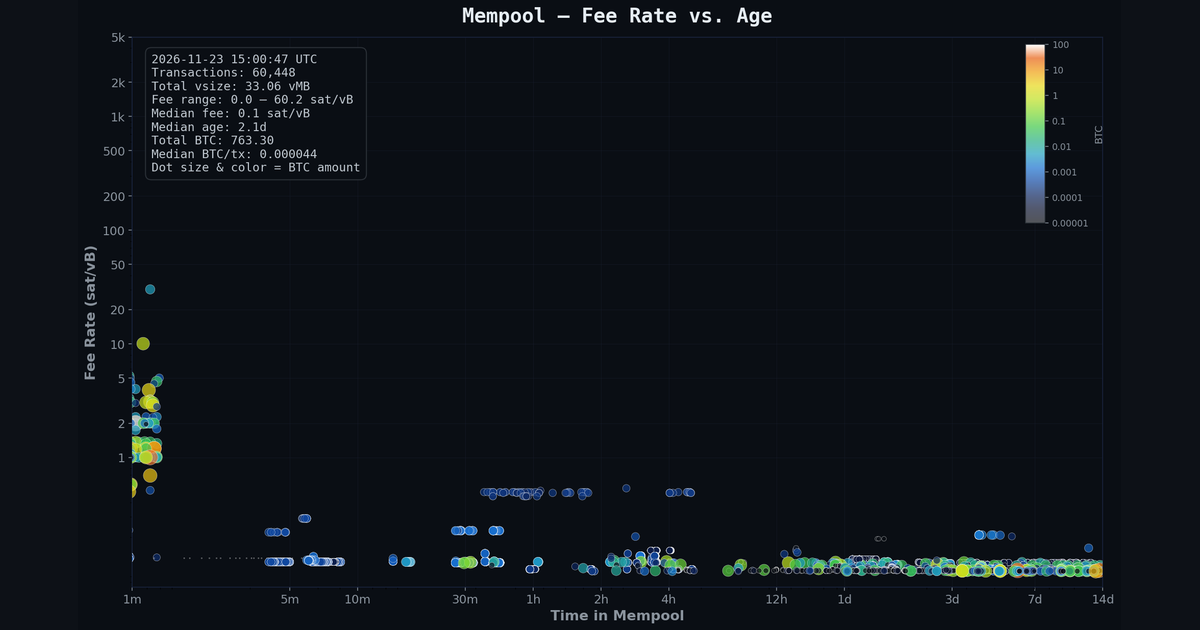 Mempool — Fee Rate vs. Age
2026-11-23 15:00:47 UTC
Transactions: 60,448
Total vsize: 33.06 vMB
Fee range: 0.0 — 60.2 sat/vB
Median fee: 0.1 sat/vB
Median age: 2.1d
Total BTC: 763.30
Median BTC/tx: 0.000044
Dot size & color = BTC amount
100
10
1
0.1
0.01
0.001
0.0001
0.00001
BTC
Fee Rate (sat/vB)
5k
2k
1k
500
200
100
50
20
10
5
2
1
1m
5m
10m
30m
1h
2h
4h
12h
1d
3d
7d
14d
Time in Mempool